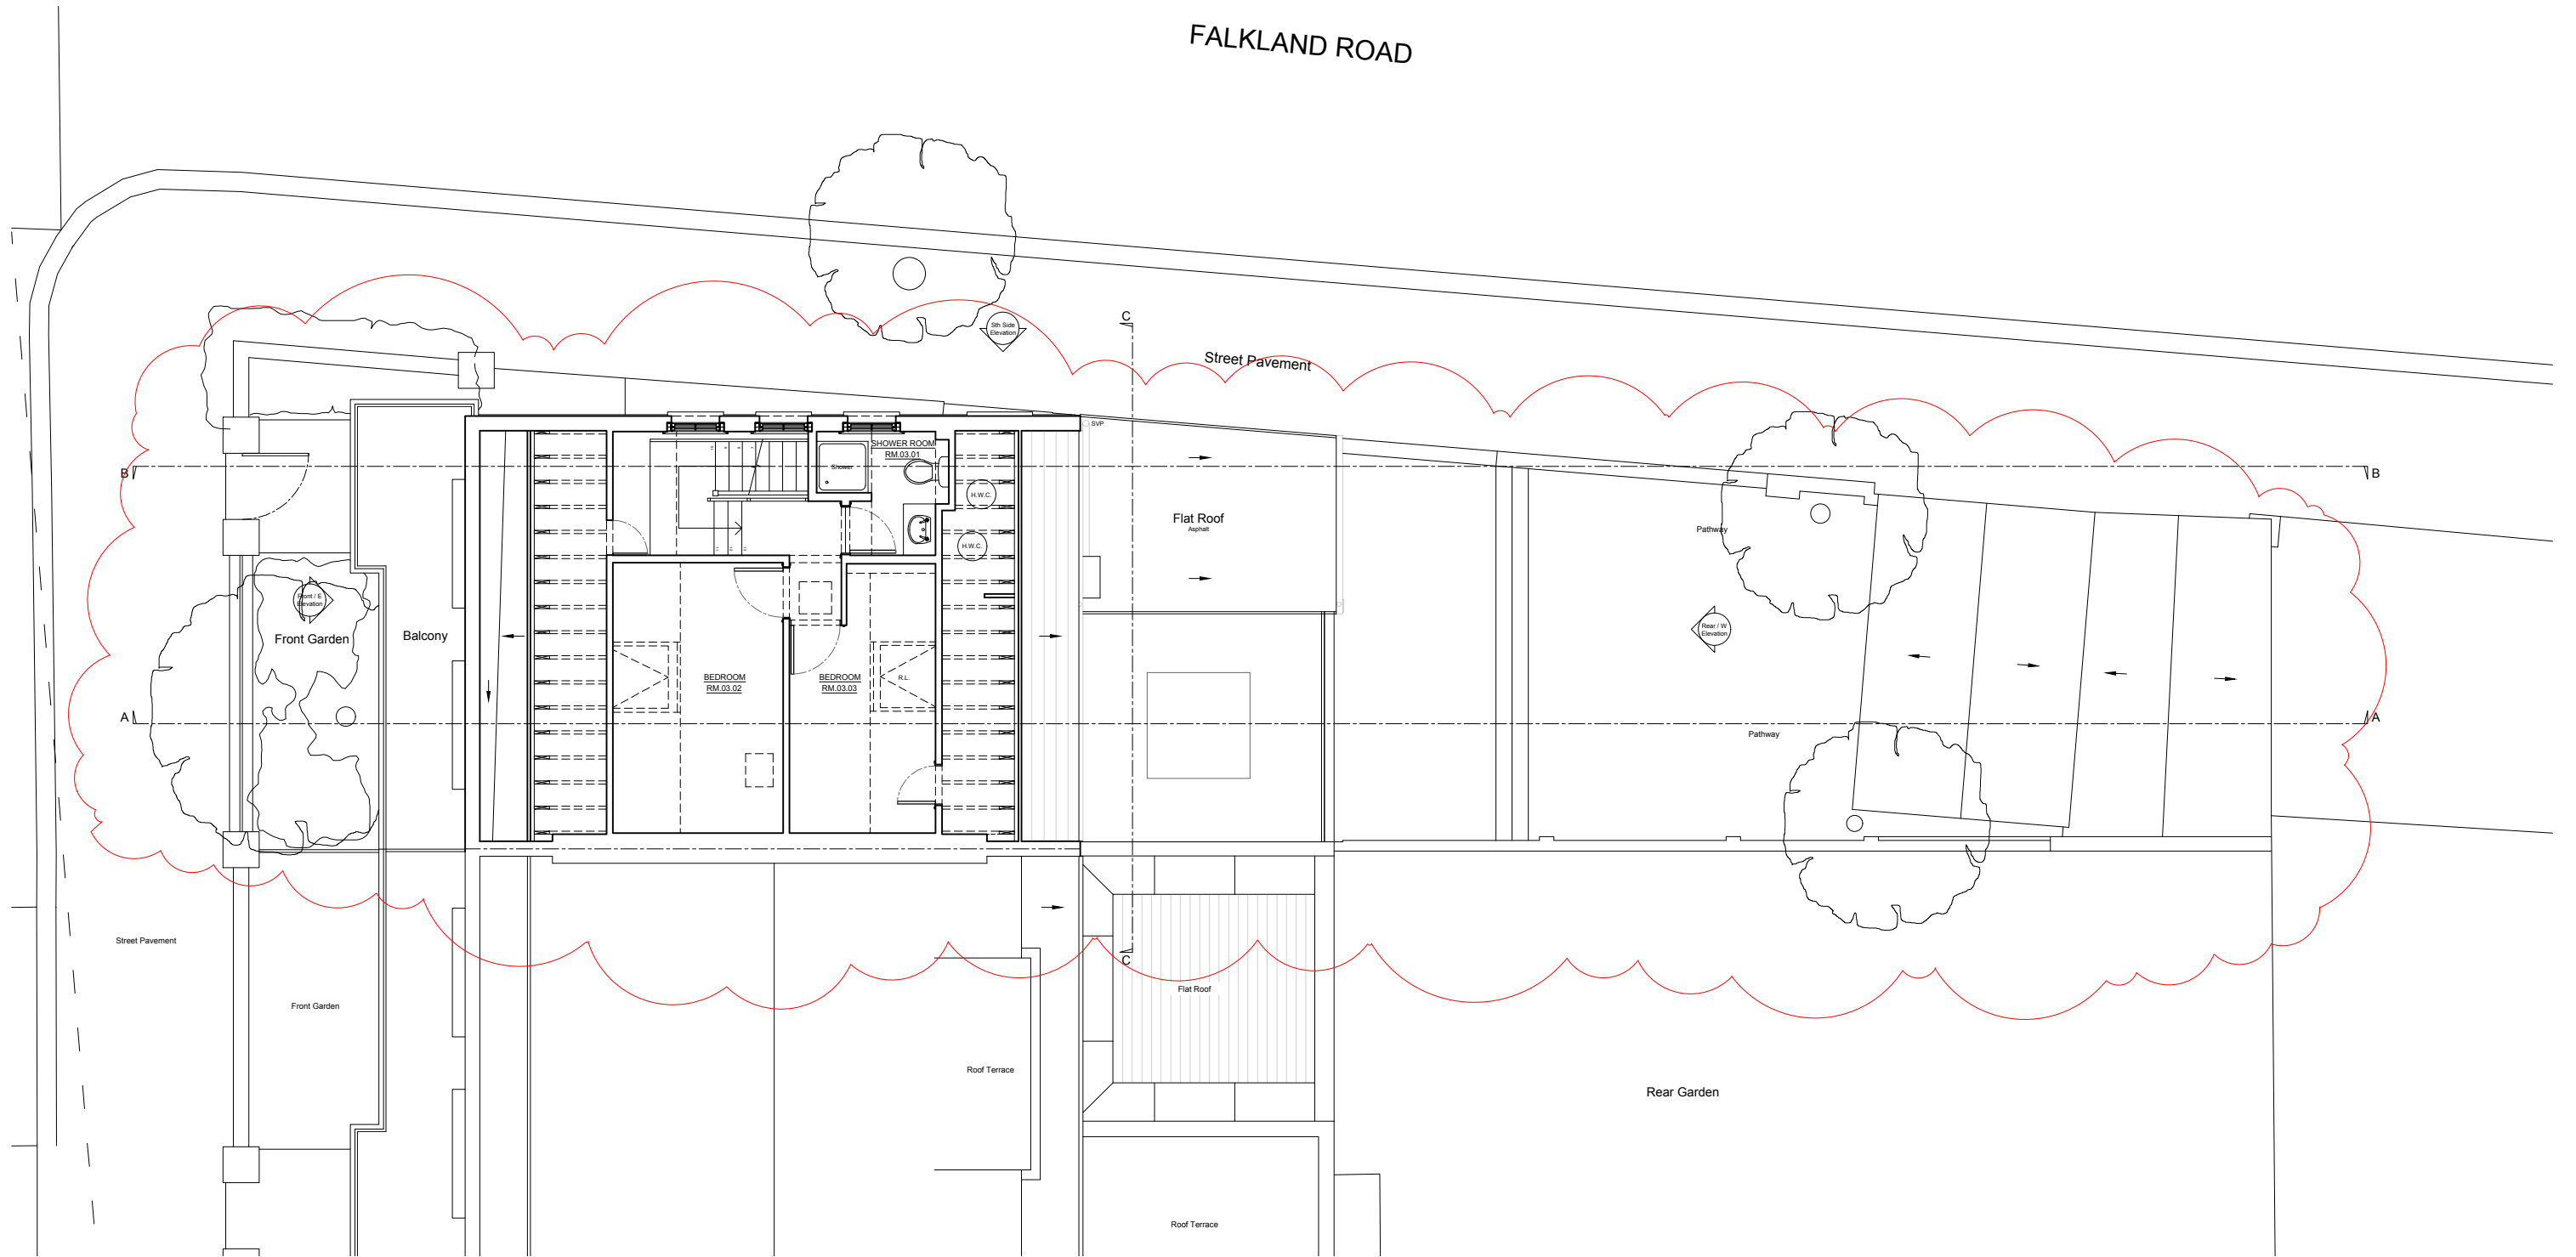 FALKLAND ROAD
C
Sth Side
Elevation
Street Pavement
SVP
SHOWER ROOM
RM.03.01
Shower
B
B
H.W.C.
Flat Roof
Asphalt
Pathway
H.W.C.
Front / E
Elevation
Front Garden
Balcony
Rear / W
Elevation
BEDROOM
RM.03.02
BEDROOM
RM.03.03
R.L.
A
A
Pathway
Street Pavement
C
Flat Roof
Front Garden
Roof Terrace
Rear Garden
Roof Terrace